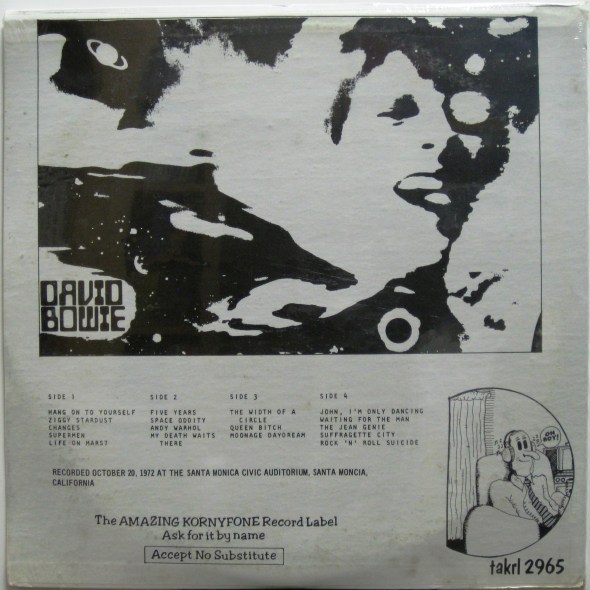 DAVID
BOWIE
SIDE 1
HANG ON TO YOURSELF
ZIGGY STARDUST
CHANGES
SUPERMEN
LIFE ON MARS?
SIDE 2
FIVE YEARS
SPACE ODDITY
ANDY WARHOL
MY DEATH WAITS
THERE
SIDE 3
THE WIDTH OF A
CIRCLE
QUEEN BITCH
MOONAGE DAYDREAM
SIDE 4
JOHN, I'M ONLY DANCING
WAITING FOR THE MAN
THE JEAN GENIE
SUFFRAGETTE CITY
ROCK 'N' ROLL SUICIDE
RECORDED OCTOBER 20, 1972 AT THE SANTA MONICA CIVIC AUDITORIUM, SANTA MONCIA,
CALIFORNIA
OH
BOY!
The AMAZING KORNYFONE Record Label
Ask for it by name
Accept No Substitute
takrl 2965